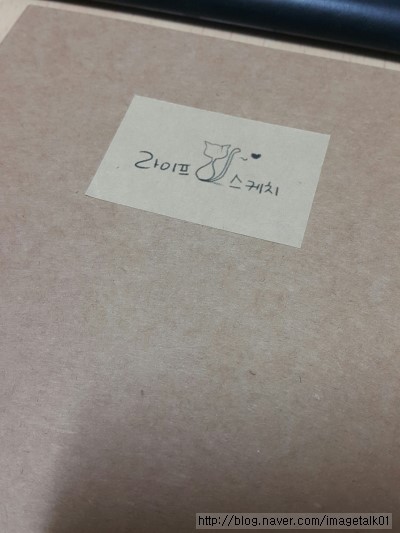 라이프
스케치
http://blog.naver.com/imagetalk01